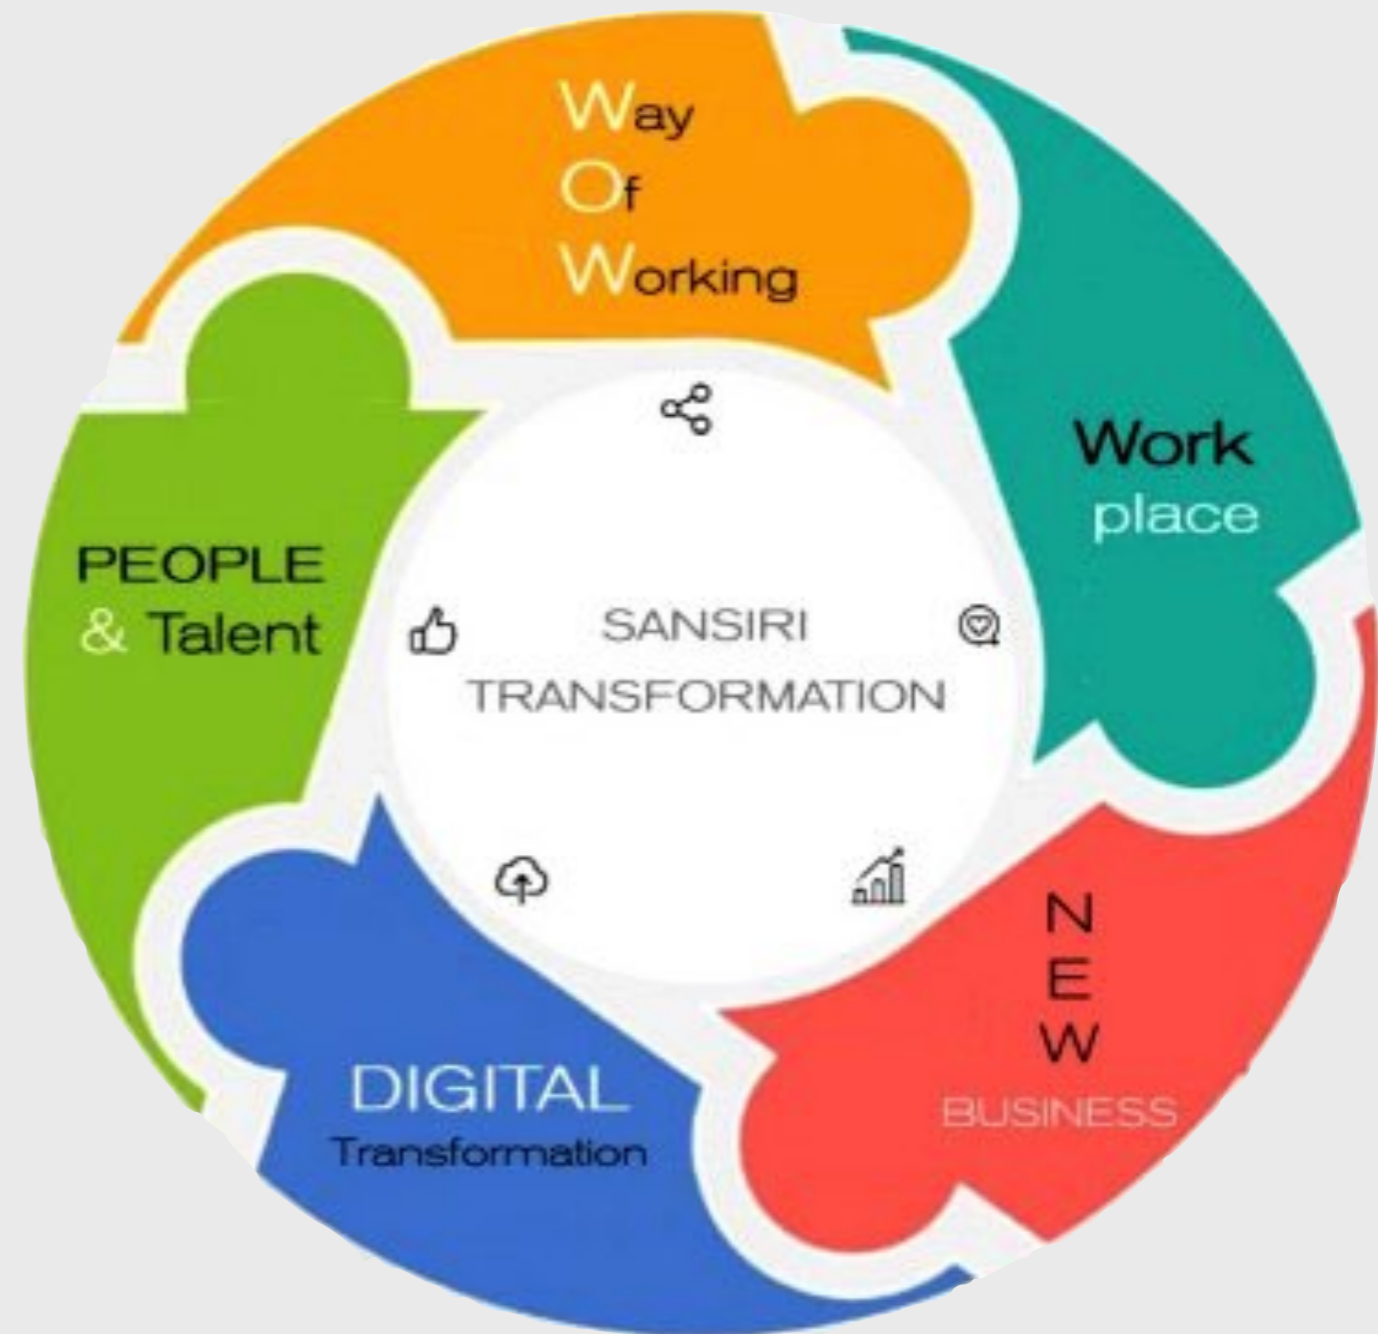 Way
Of
Working
Work
place
PEOPLE
& Talent
SANSIRI
TRANSFORMATION
N
E
W
BUSINESS
DIGITAL
Transformation